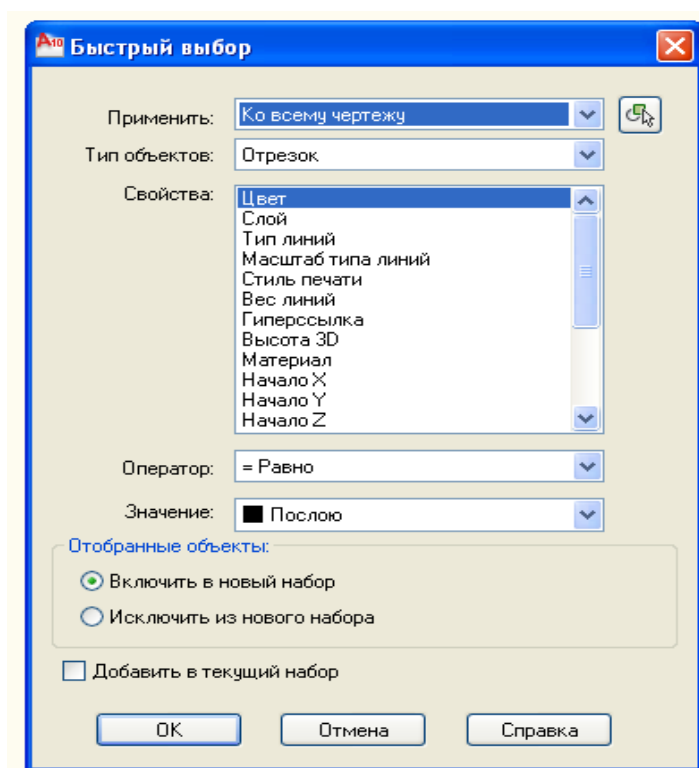 A10 Быстрый выбор
Применить: Ко всему чертежу
Тип объектов: Отрезок
Свойства: Цвет
Слой
Тип линий
Масштаб типа линий
Стиль печати
Вес линий
Гиперссылка
Высота 3D
Материал
Начало X
Начало Y
Начало Z
Оператор: = Равно
Значение: Послою
Отобранные объекты:
Включить в новый набор
Исключить из нового набора
Добавить в текущий набор
ОК Отмена Справка